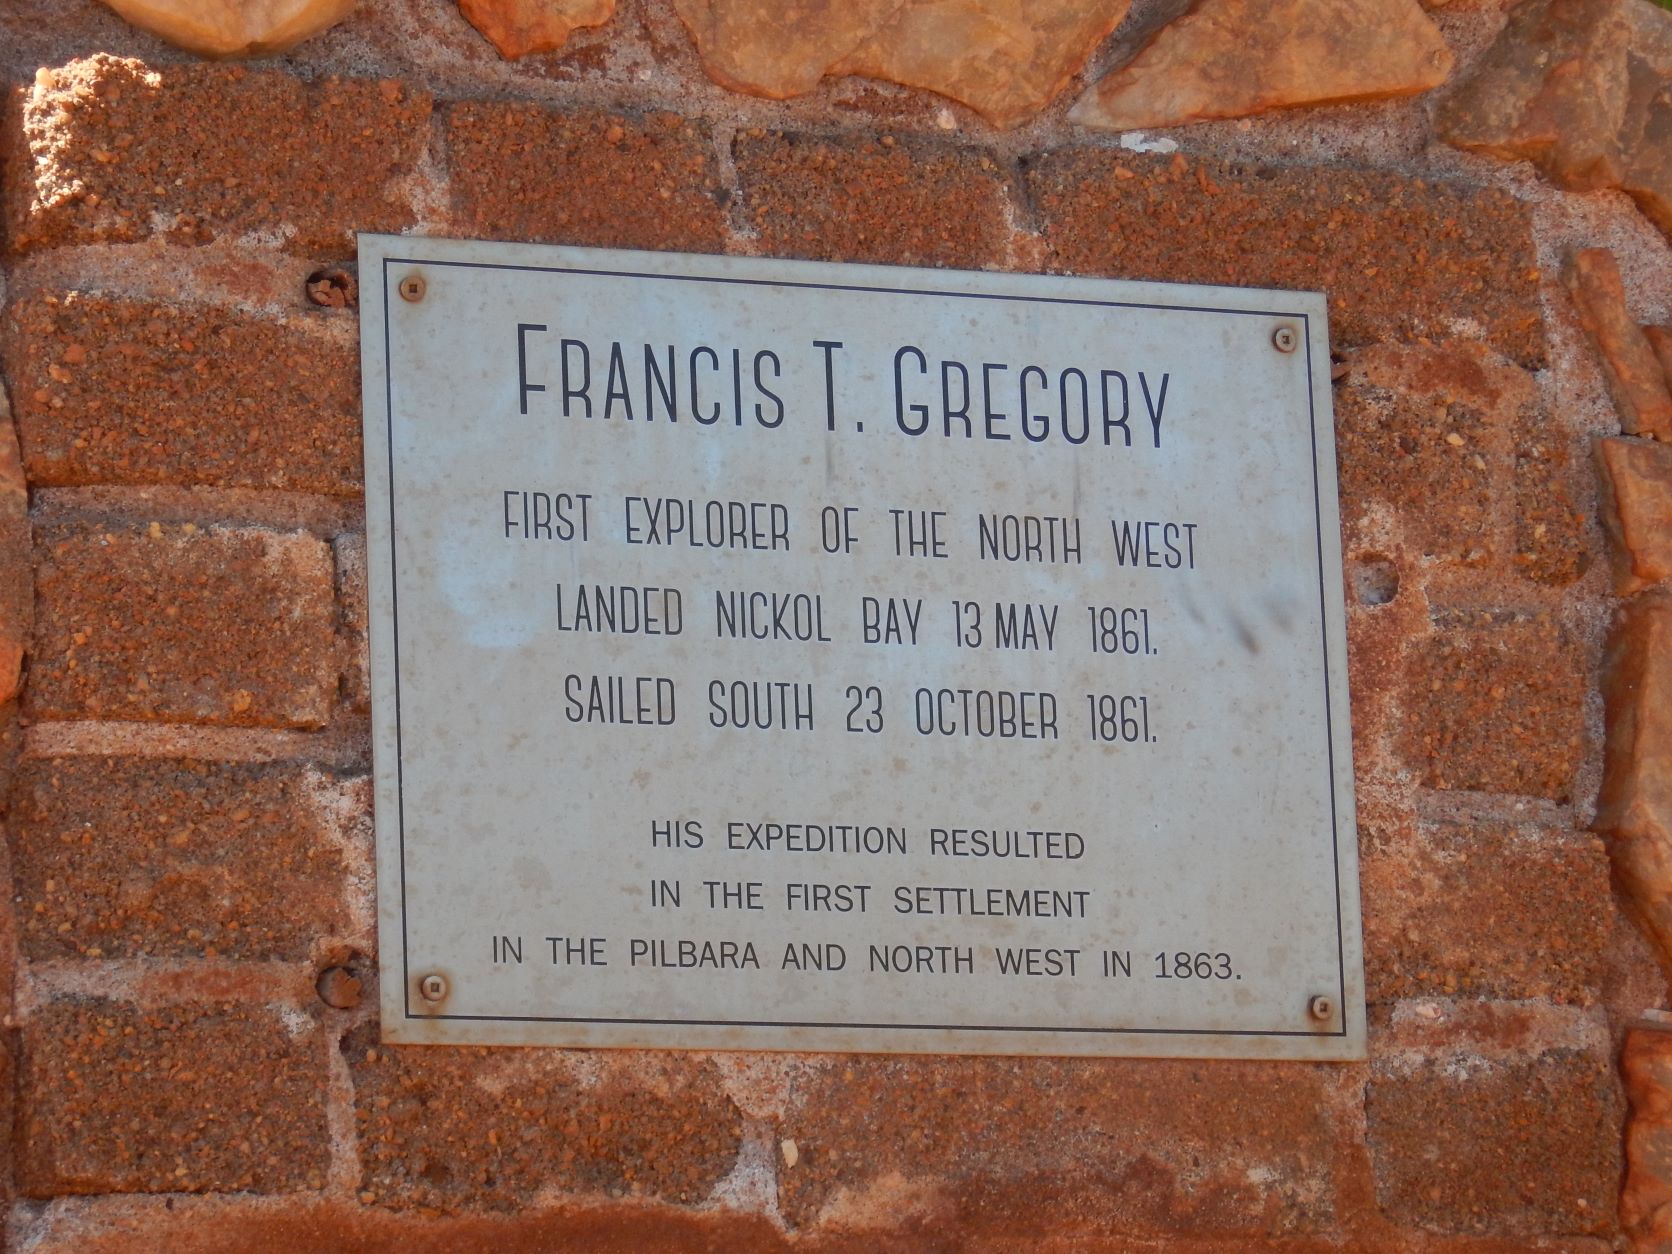 FRANCIS T. GREGORY
FIRST EXPLORER OF THE NORTH WEST
LANDED NICKOL BAY 13 MAY 1861.
SAILED SOUTH 23 OCTOBER 1861.
HIS EXPEDITION RESULTED
IN THE FIRST SETTLEMENT
IN THE PILBARA AND NORTH WEST IN 1863.